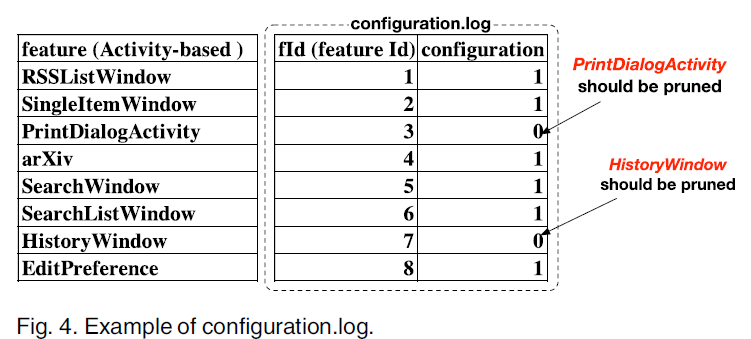 configuration.log
feature (Activity-based ) fId (feature Id) configuration
RSSListWindow 1 1
SingleItemWindow 2 1
PrintDialogActivity 3 0
arXiv 4 1
SearchWindow 5 1
SearchListWindow 6 1
HistoryWindow 7 0
EditPreference 8 1
PrintDialogActivity
should be pruned
HistoryWindow
should be pruned
Fig. 4. Example of configuration.log.